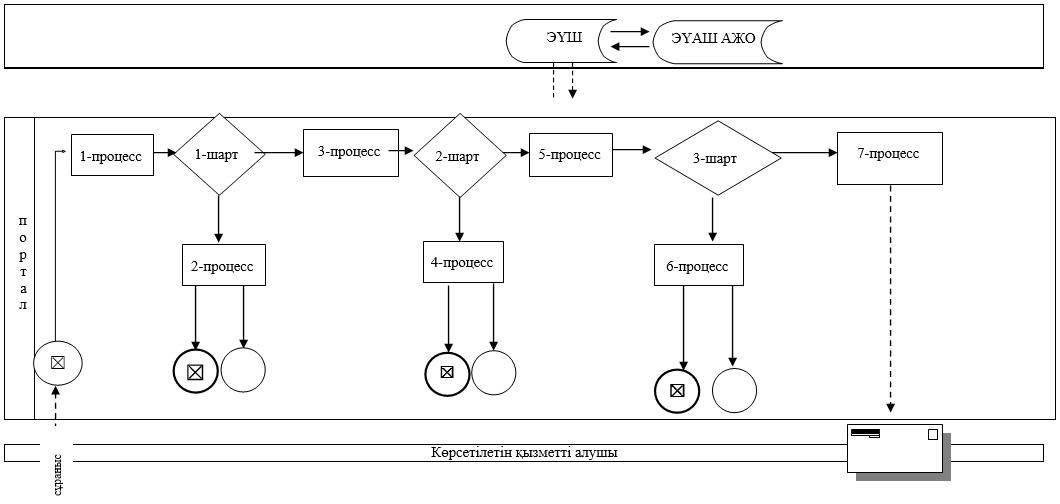 ЭҮШ
ЭҮАШ АЖО
1-процесс
1-шарт
3-процесс
2-шарт
5-процесс
3-шарт
7-процесс
портал
2-процесс
4-процесс
6-процесс
Көрсетілетін қызметті алушы
сұраныс